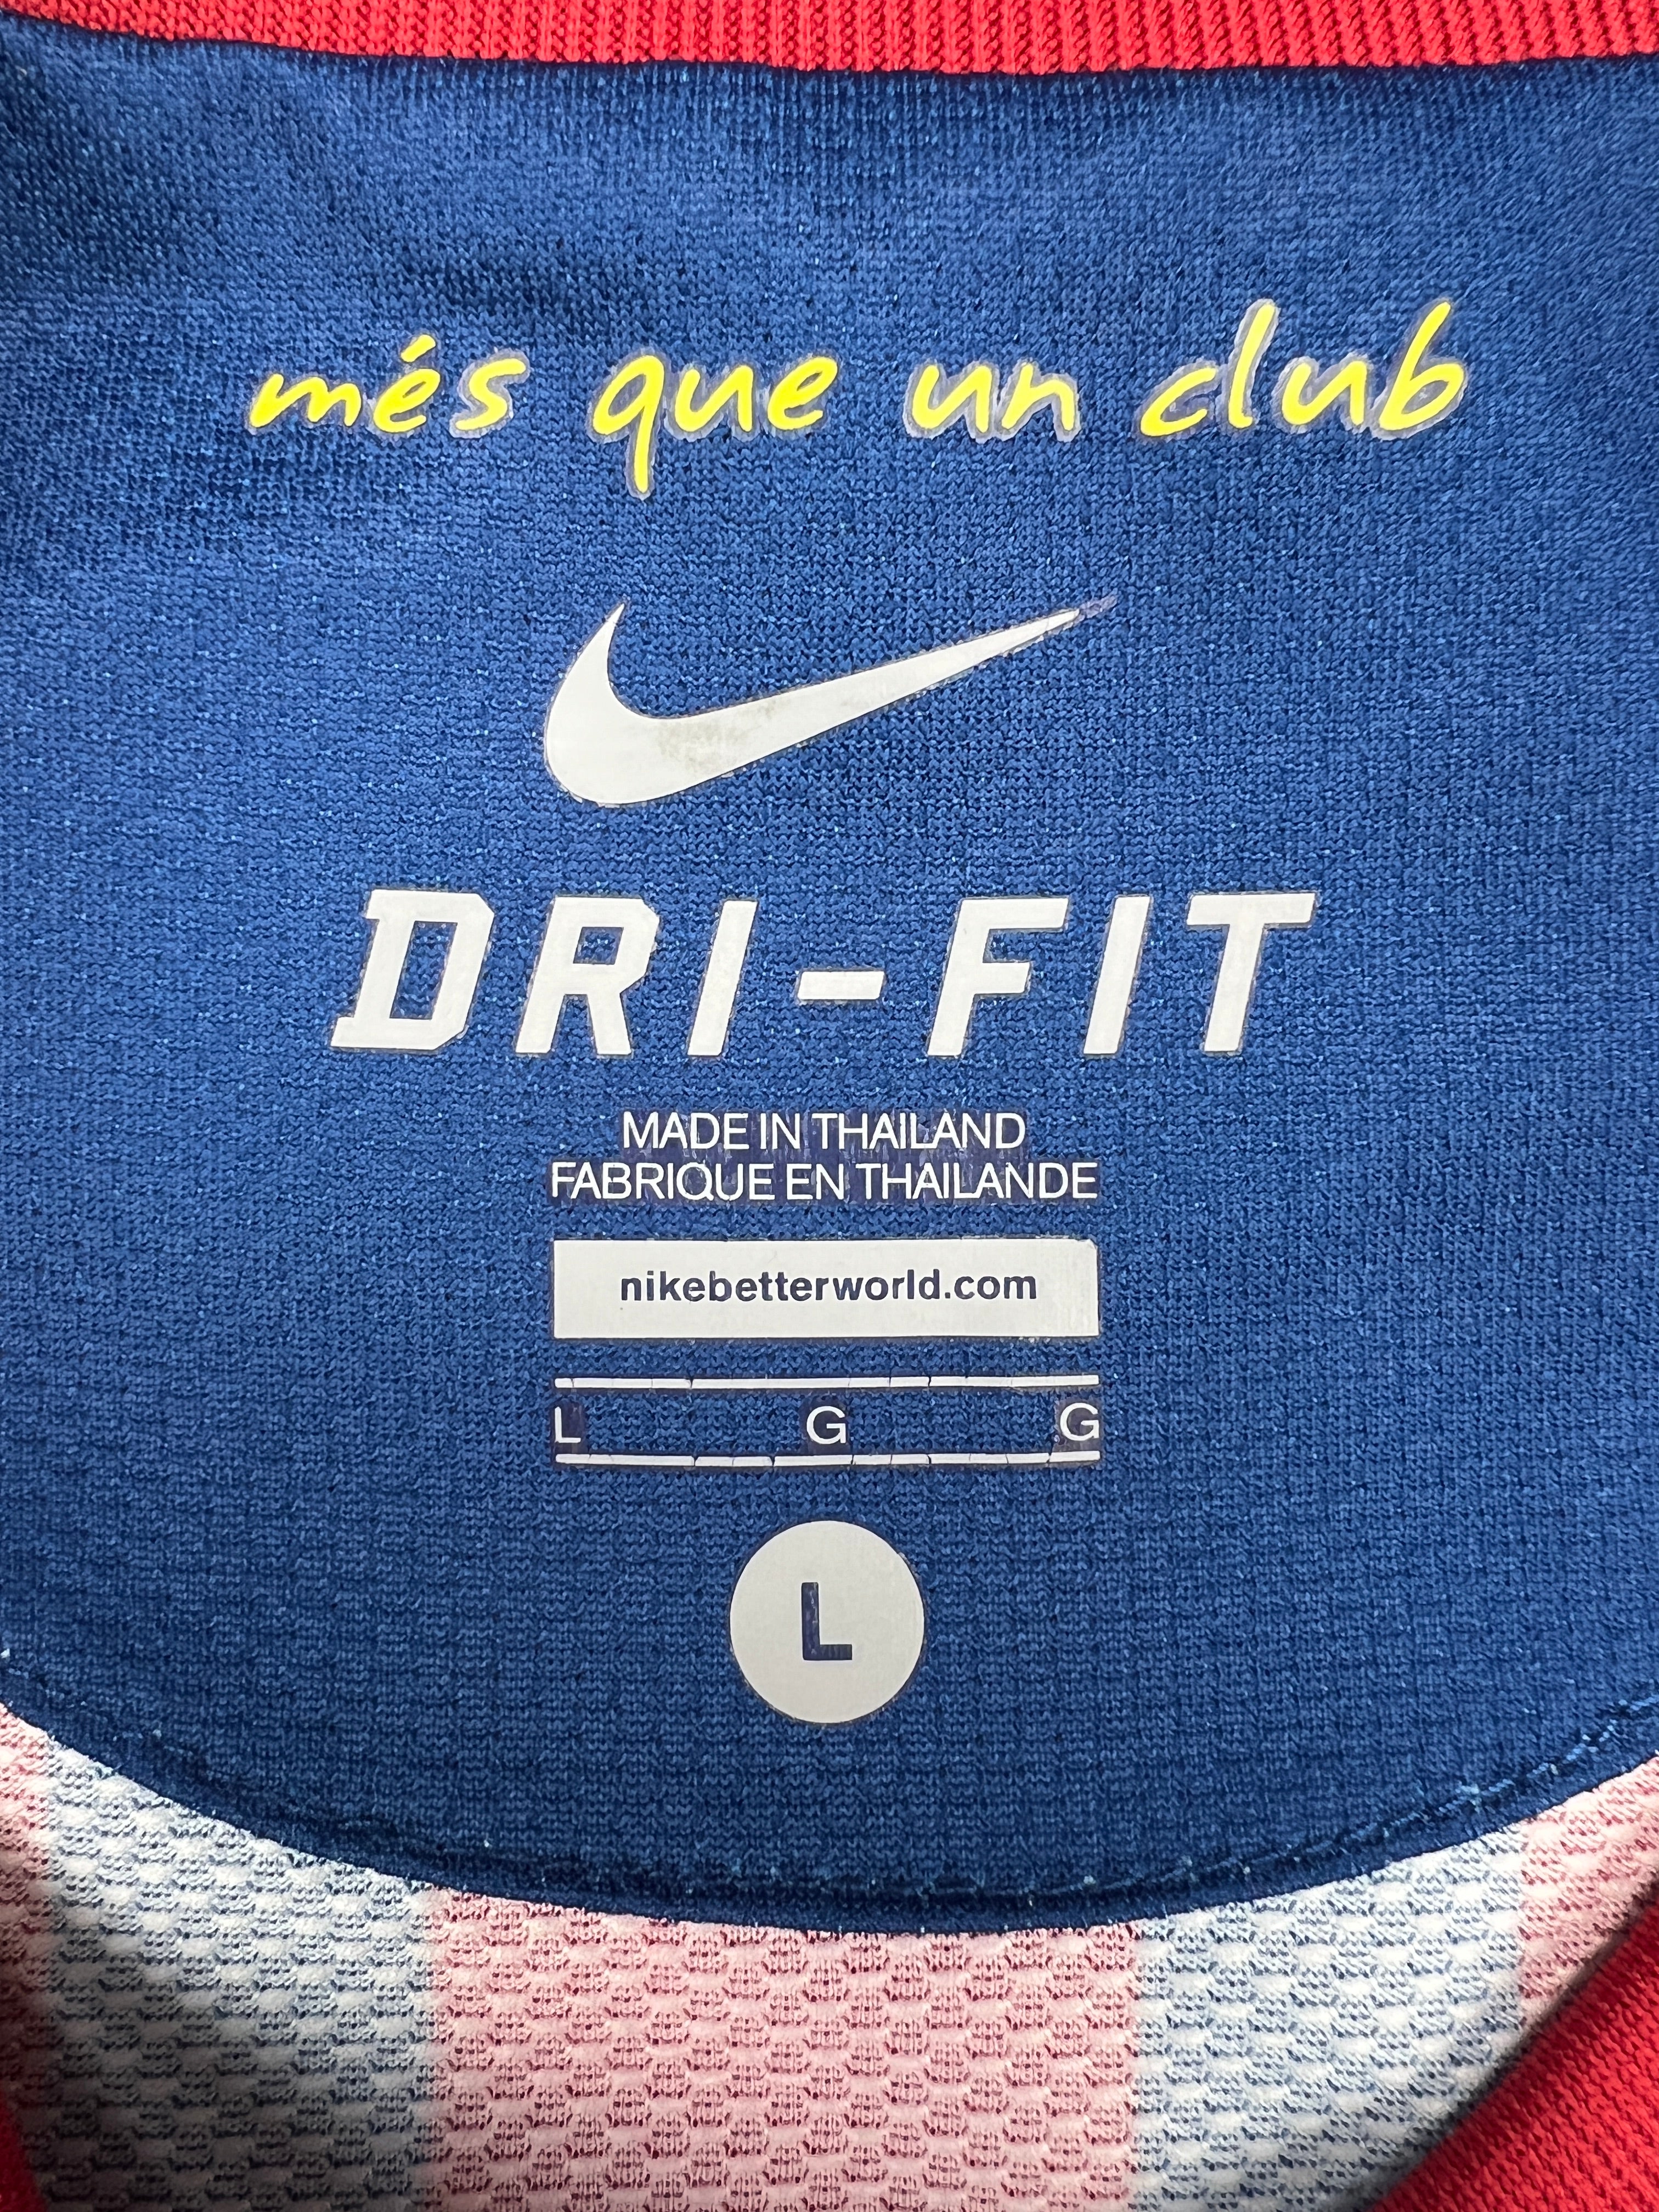 més que un club
DRI-FIT
MADE IN THAILAND
FABRIQUE EN THAILANDE
nikebetterworld.com
L G G
L